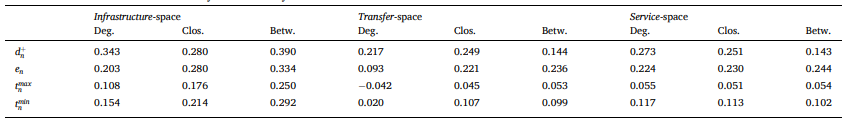 Infrastructure-space Transfer-space Service-space
Deg. Clos. Betw. Deg. Clos. Betw. Deg. Clos. Betw.
d_n^+ 0.343 0.280 0.390 0.217 0.249 0.144 0.273 0.251 0.143
e_n 0.203 0.280 0.334 0.093 0.221 0.236 0.224 0.230 0.244
t_n^max 0.108 0.176 0.250 −0.042 0.045 0.053 0.055 0.051 0.054
t_n^min 0.154 0.214 0.292 0.020 0.107 0.099 0.117 0.113 0.102